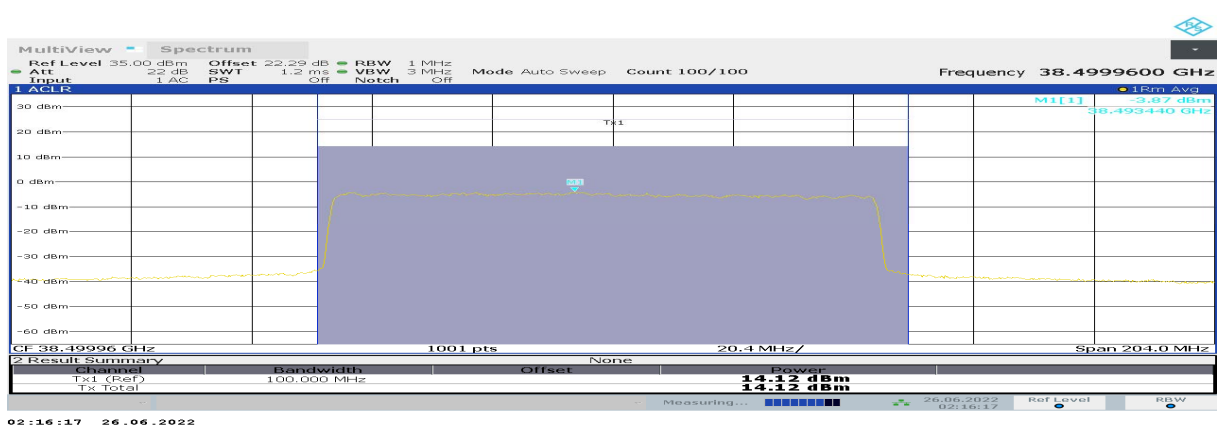 MultiView Spectrum
Ref Level 35.00 dBm Offset 22.29 dB RBW 1 MHz
Att 22 dB SWT 1.2 ms VBW 3 MHz Mode Auto Sweep Count 100/100 Frequency 38.4999600 GHz
Input 1 AC PS Off Notch Off
1 ACLR 1Rm Avg
M1[1] -3.87 dBm
38.493440 GHz
30 dBm
Tx1
20 dBm
10 dBm
0 dBm
M1
-10 dBm
-20 dBm
-30 dBm
-40 dBm
-50 dBm
-60 dBm
CF 38.49996 GHz 1001 pts 20.4 MHz/ Span 204.0 MHz
2 Result Summary None
Channel Bandwidth Offset Power
Tx1 (Ref) 100.000 MHz 14.12 dBm
Tx Total 14.12 dBm
Measuring... 26.06.2022 Ref Level RBW
02:16:17
02:16:17 26.06.2022